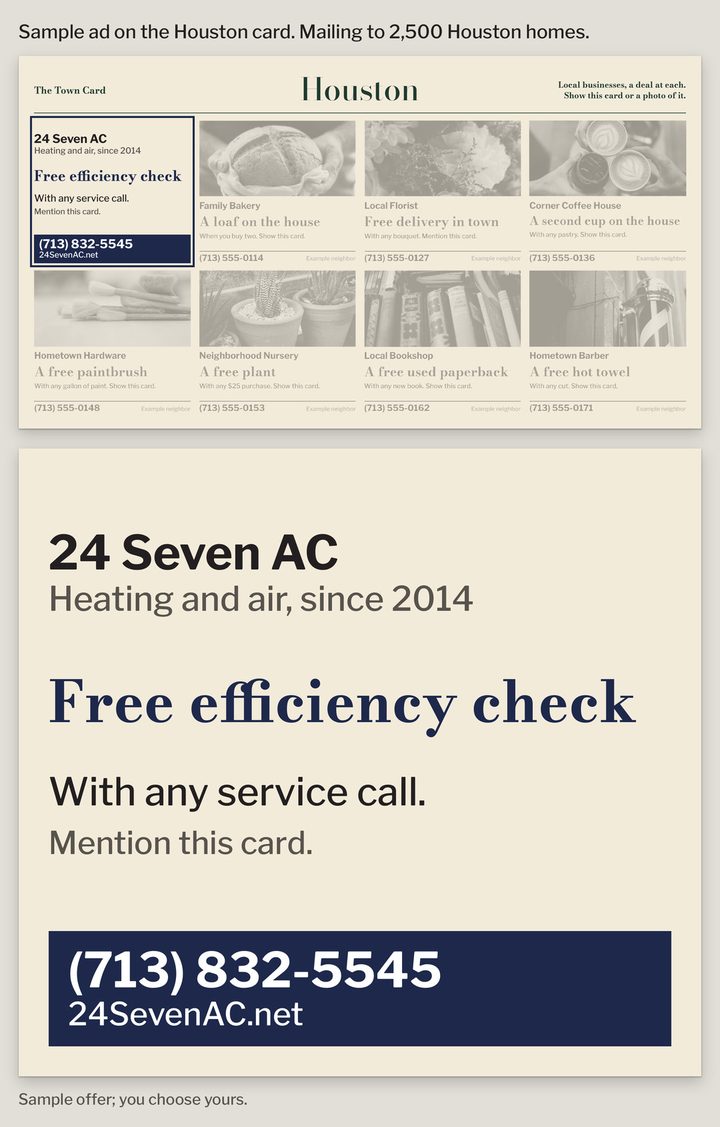 Sample ad on the Houston card. Mailing to 2,500 Houston homes.
The Town Card
Houston
Local businesses, a deal at each.
Show this card or a photo of it.
24 Seven AC
Heating and air, since 2014
Free efficiency check
With any service call.
Mention this card.
(713) 832-5545
24SevenAC.net
Family Bakery
A loaf on the house
When you buy two. Show this card.
(713) 555-0114
Example neighbor
Local Florist
Free delivery in town
With any bouquet. Mention this card.
(713) 555-0127
Example neighbor
Corner Coffee House
A second cup on the house
With any pastry. Show this card.
(713) 555-0136
Example neighbor
Hometown Hardware
A free paintbrush
With any gallon of paint. Show this card.
(713) 555-0148
Example neighbor
Neighborhood Nursery
A free plant
With any $25 purchase. Show this card.
(713) 555-0153
Example neighbor
Local Bookshop
A free used paperback
With any new book. Show this card.
(713) 555-0162
Example neighbor
Hometown Barber
A free hot towel
With any cut. Show this card.
(713) 555-0171
Example neighbor
24 Seven AC
Heating and air, since 2014
Free efficiency check
With any service call.
Mention this card.
(713) 832-5545
24SevenAC.net
Sample offer; you choose yours.